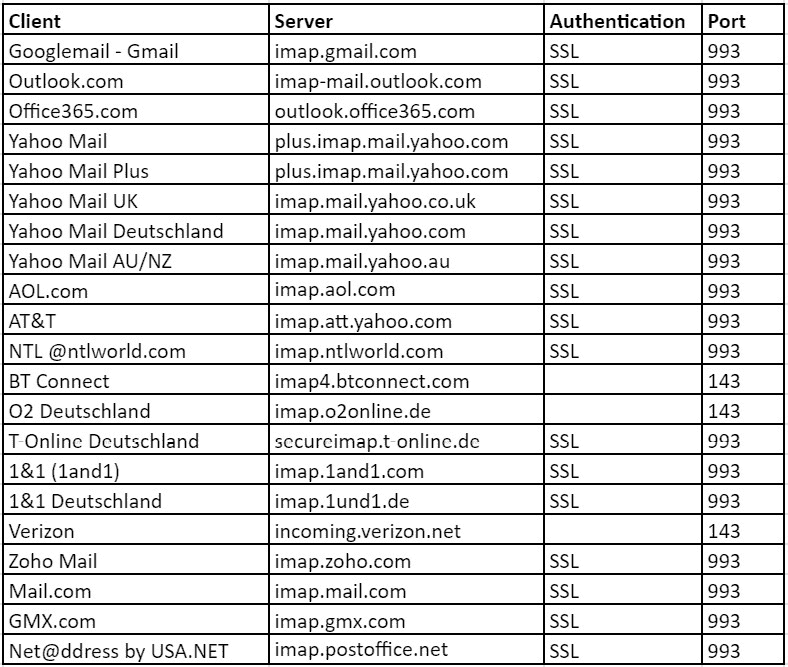 Client Server Authentication Port
Googlemail - Gmail imap.gmail.com SSL 993
Outlook.com imap-mail.outlook.com SSL 993
Office365.com outlook.office365.com SSL 993
Yahoo Mail plus.imap.mail.yahoo.com SSL 993
Yahoo Mail Plus plus.imap.mail.yahoo.com SSL 993
Yahoo Mail UK imap.mail.yahoo.co.uk SSL 993
Yahoo Mail Deutschland imap.mail.yahoo.com SSL 993
Yahoo Mail AU/NZ imap.mail.yahoo.au SSL 993
AOL.com imap.aol.com SSL 993
AT&T imap.att.yahoo.com SSL 993
NTL @ntlworld.com imap.ntlworld.com SSL 993
BT Connect imap4.btconnect.com 143
O2 Deutschland imap.o2online.de 143
T-Online Deutschland secureimap.t-online.de SSL 993
1&1 (1and1) imap.1and1.com SSL 993
1&1 Deutschland imap.1und1.de SSL 993
Verizon incoming.verizon.net 143
Zoho Mail imap.zoho.com SSL 993
Mail.com imap.mail.com SSL 993
GMX.com imap.gmx.com SSL 993
Net@ddress by USA.NET imap.postoffice.net SSL 993